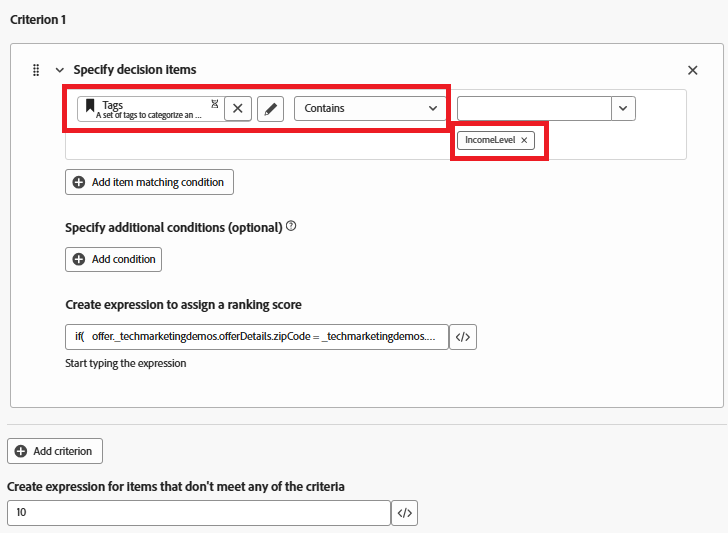 Criterion 1
Specify decision items
Tags
A set of tags to categorize an ...
Contains
IncomeLevel
Add item matching condition
Specify additional conditions (optional)
Add condition
Create expression to assign a ranking score
if( offer._techmarketingdemos.offerDetails.zipCode = _techmarketingdemos....
Start typing the expression
Add criterion
Create expression for items that don't meet any of the criteria
10